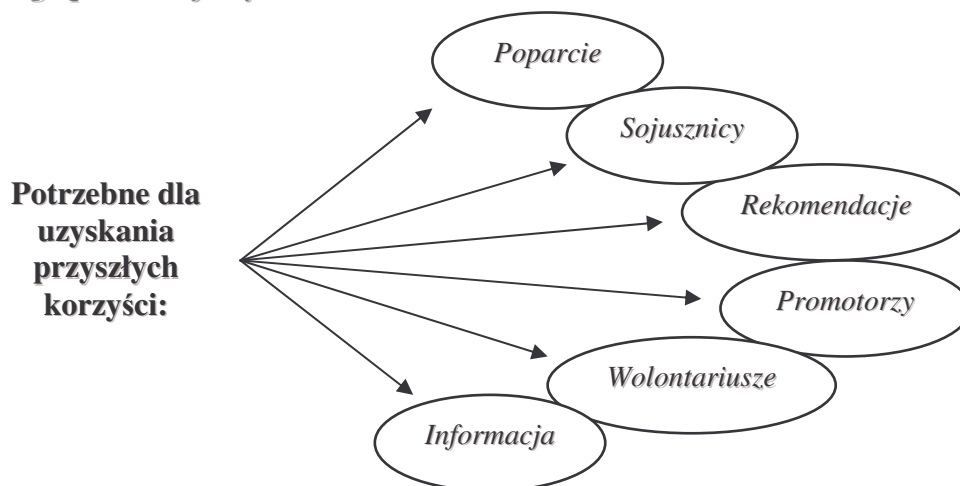 Poparcie
Sojusznicy
Potrzebne dla
uzyskania
przyszłych
korzyści:
Rekomendacje
Promotorzy
Wolontariusze
Informacja